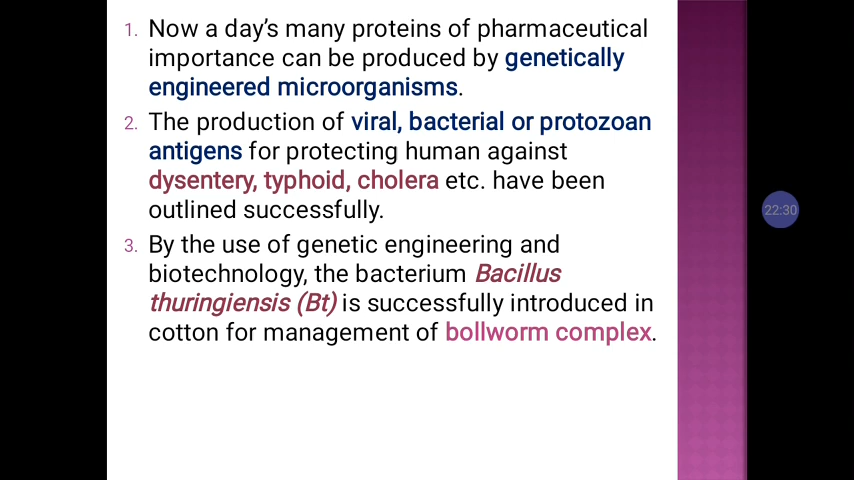 1. Now a day's many proteins of pharmaceutical
importance can be produced by genetically
engineered microorganisms.
2. The production of viral, bacterial or protozoan
antigens for protecting human against
dysentery, typhoid, cholera etc. have been
outlined successfully.
3. By the use of genetic engineering and
biotechnology, the bacterium Bacillus
thuringiensis (Bt) is successfully introduced in
cotton for management of bollworm complex.
22:30